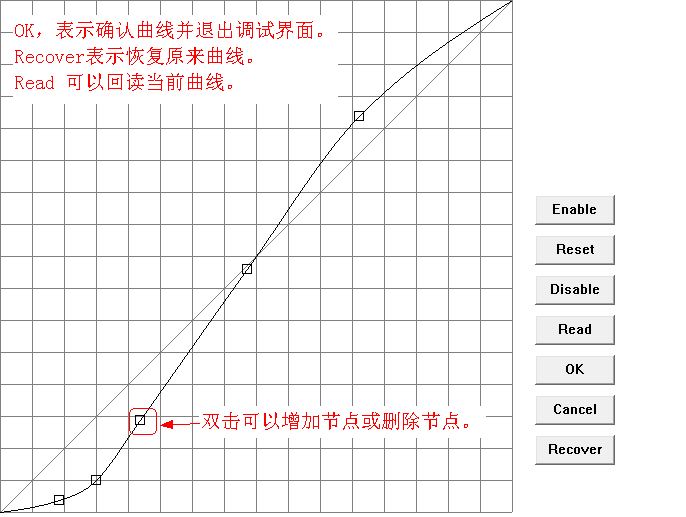 OK，表示确认曲线并退出调试界面。
Recover表示恢复原来曲线。
Read 可以回读当前曲线。
Enable
Reset
Disable
Read
OK
Cancel
双击可以增加节点或删除节点。
Recover